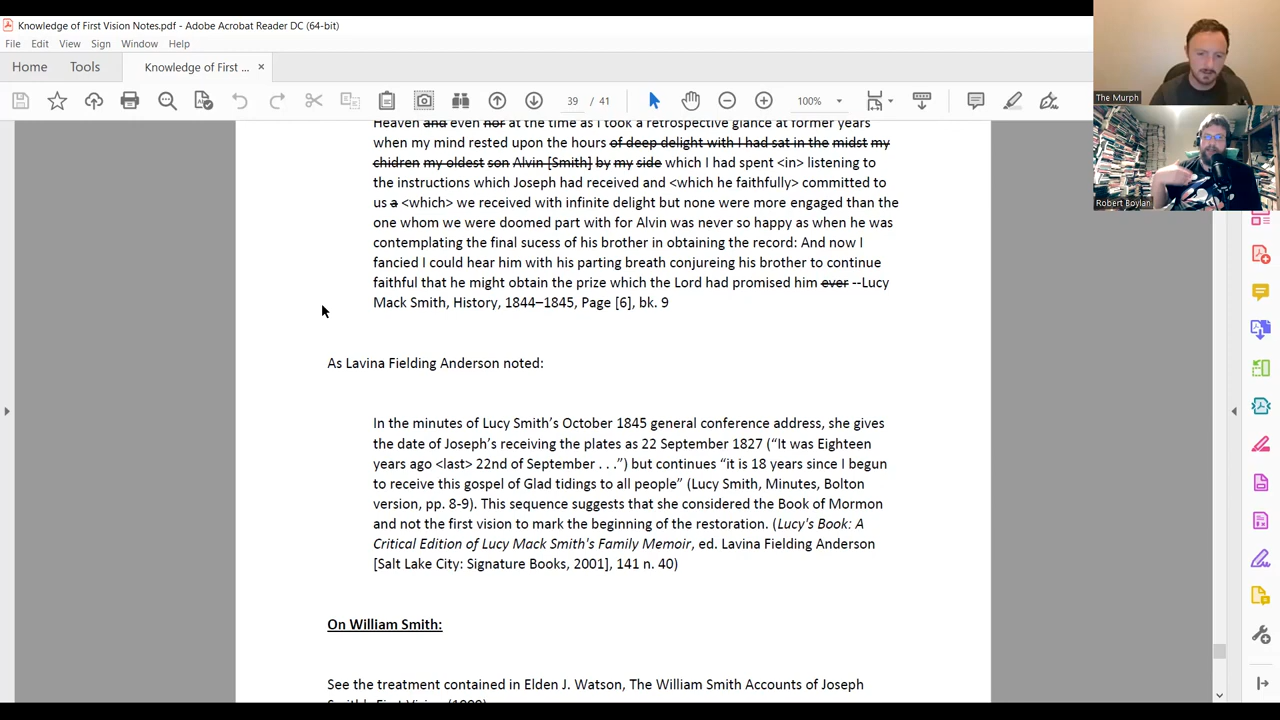 Knowledge of First Vision Notes.pdf - Adobe Acrobat Reader DC (64-bit)
File Edit View Sign Window Help
Home Tools Knowledge of First ... ×
39 / 41 100%
The Murph
Robert Boylan
Heaven and even nor at the time as I took a retrospective glance at former years
when my mind rested upon the hours of deep delight with I had sat in the midst my
chidren my oldest son Alvin [Smith] by my side which I had spent <in> listening to
the instructions which Joseph had received and <which he faithfully> committed to
us a <which> we received with infinite delight but none were more engaged than the
one whom we were doomed part with for Alvin was never so happy as when he was
contemplating the final sucess of his brother in obtaining the record: And now I
fancied I could hear him with his parting breath conjureing his brother to continue
faithful that he might obtain the prize which the Lord had promised him ever --Lucy
Mack Smith, History, 1844–1845, Page [6], bk. 9
As Lavina Fielding Anderson noted:
In the minutes of Lucy Smith's October 1845 general conference address, she gives
the date of Joseph's receiving the plates as 22 September 1827 ("It was Eighteen
years ago <last> 22nd of September . . .") but continues "it is 18 years since I begun
to receive this gospel of Glad tidings to all people" (Lucy Smith, Minutes, Bolton
version, pp. 8-9). This sequence suggests that she considered the Book of Mormon
and not the first vision to mark the beginning of the restoration. (Lucy's Book: A
Critical Edition of Lucy Mack Smith's Family Memoir, ed. Lavina Fielding Anderson
[Salt Lake City: Signature Books, 2001], 141 n. 40)
On William Smith:
See the treatment contained in Elden J. Watson, The William Smith Accounts of Joseph